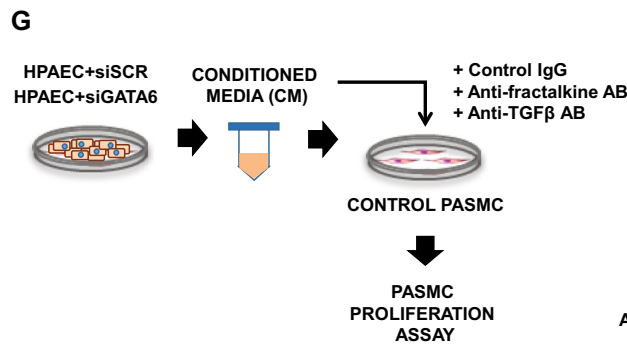 G
HPAEC+siSCR
HPAEC+siGATA6
CONDITIONED
MEDIA (CM)
+ Control IgG
+ Anti-fractalkine AB
+ Anti-TGFβ AB
CONTROL PASMC
PASMC
PROLIFERATION
ASSAY
A